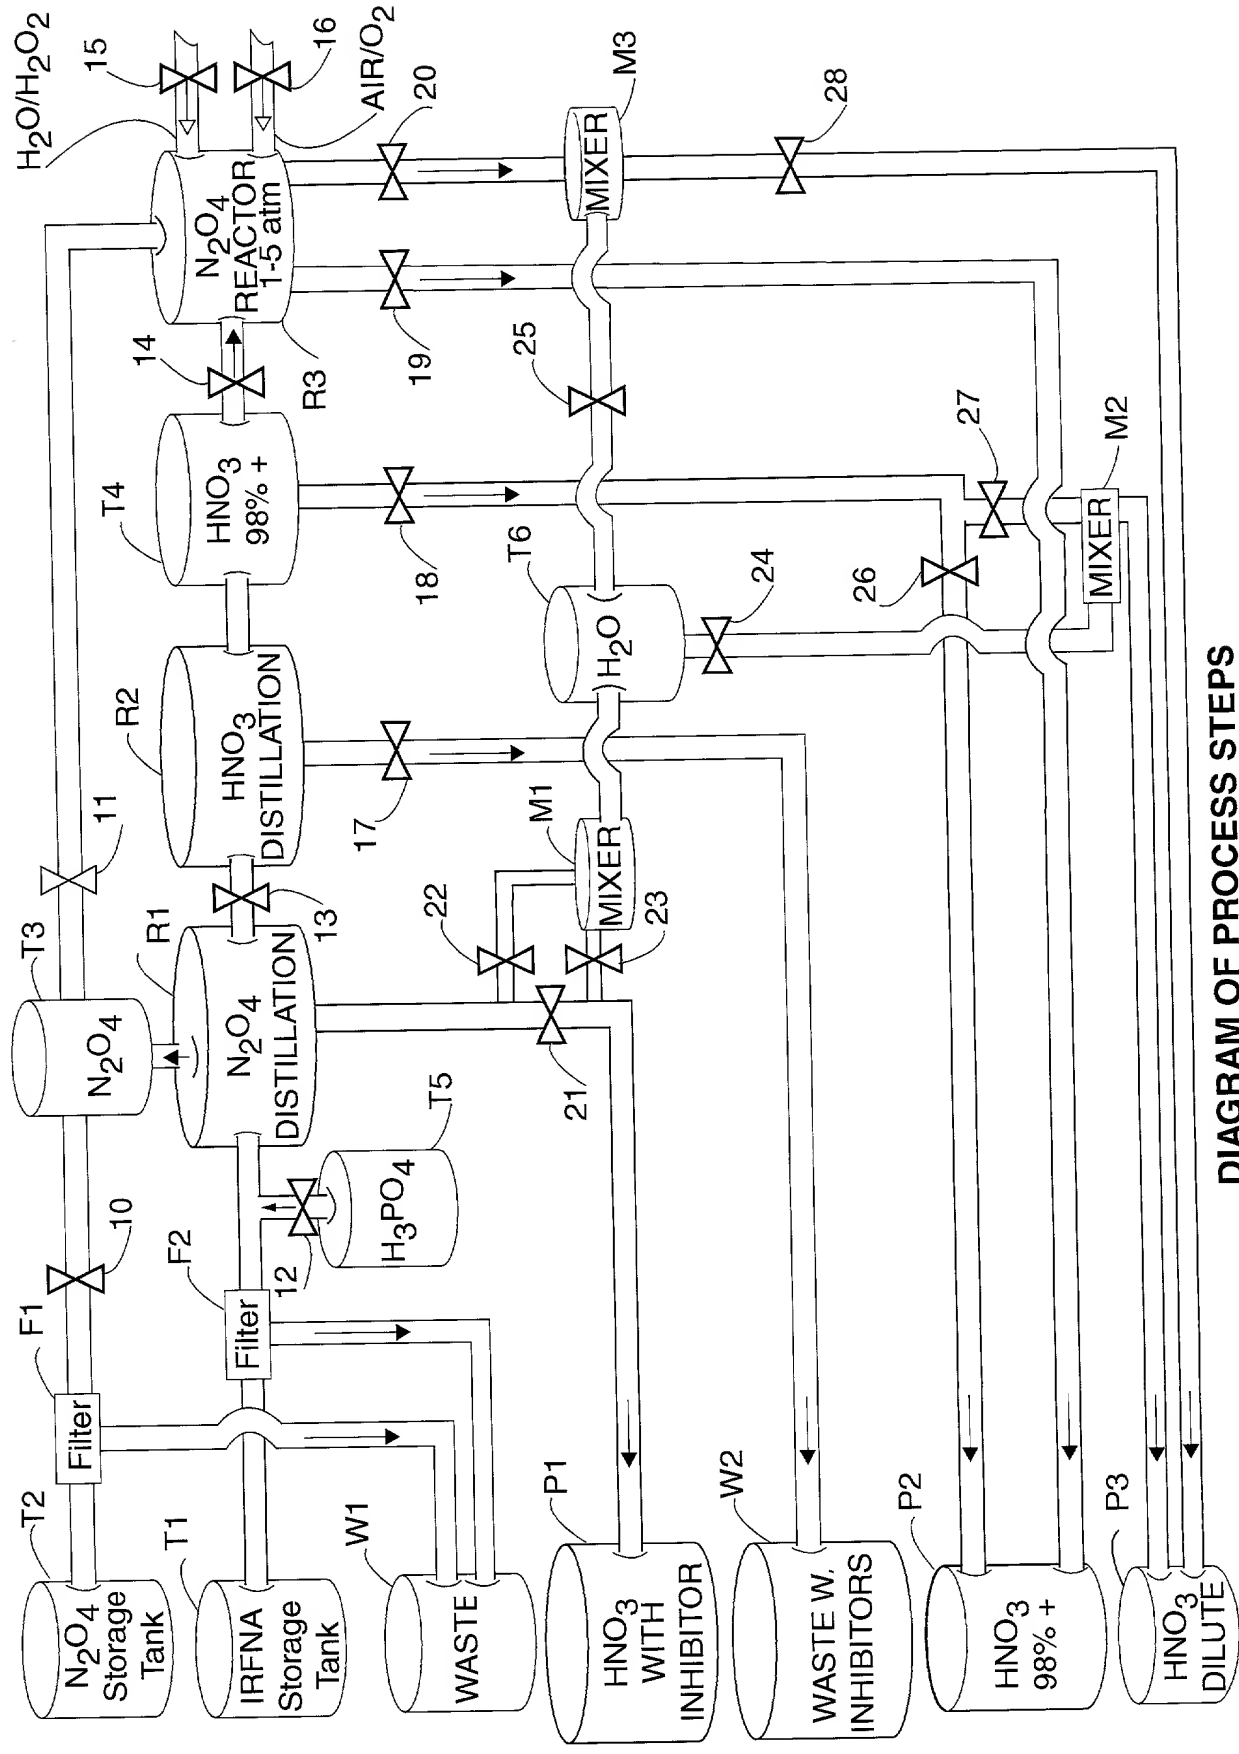 H2O/H2O2
15
16
AIR/O2
N2O4
REACTOR
1-5 atm
20
M3
MIXER
28
14
R3
19
25
T4
HNO3
98% +
18
T6
H2O
24
26
27
M2
MIXER
R2
HNO3
DISTILLATION
17
M1
MIXER
11
13
22
23
T3
N2O4
R1
N2O4
DISTILLATION
21
10
12
T5
H3PO4
F1
Filter
F2
Filter
T2
N2O4
Storage
Tank
T1
IRFNA
Storage
Tank
W1
WASTE
P1
HNO3
WITH
INHIBITOR
W2
WASTE W.
INHIBITORS
P2
HNO3
98% +
P3
HNO3
DILUTE
DIAGRAM OF PROCESS STEPS